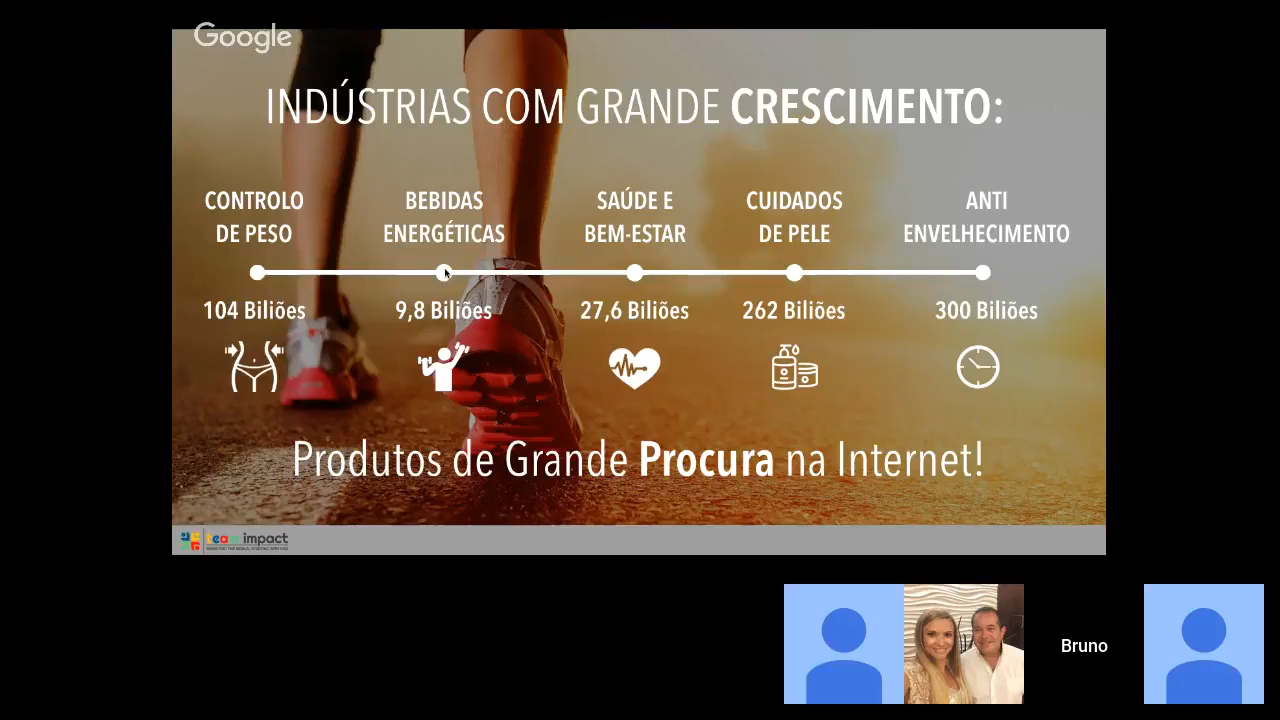 Google
INDÚSTRIAS COM GRANDE CRESCIMENTO:
CONTROLO
DE PESO
BEBIDAS
ENERGÉTICAS
SAÚDE E
BEM-ESTAR
CUIDADOS
DE PELE
ANTI
ENVELHECIMENTO
104 Biliões
9,8 Biliões
27,6 Biliões
262 Biliões
300 Biliões
Produtos de Grande Procura na Internet!
team impact
Bruno